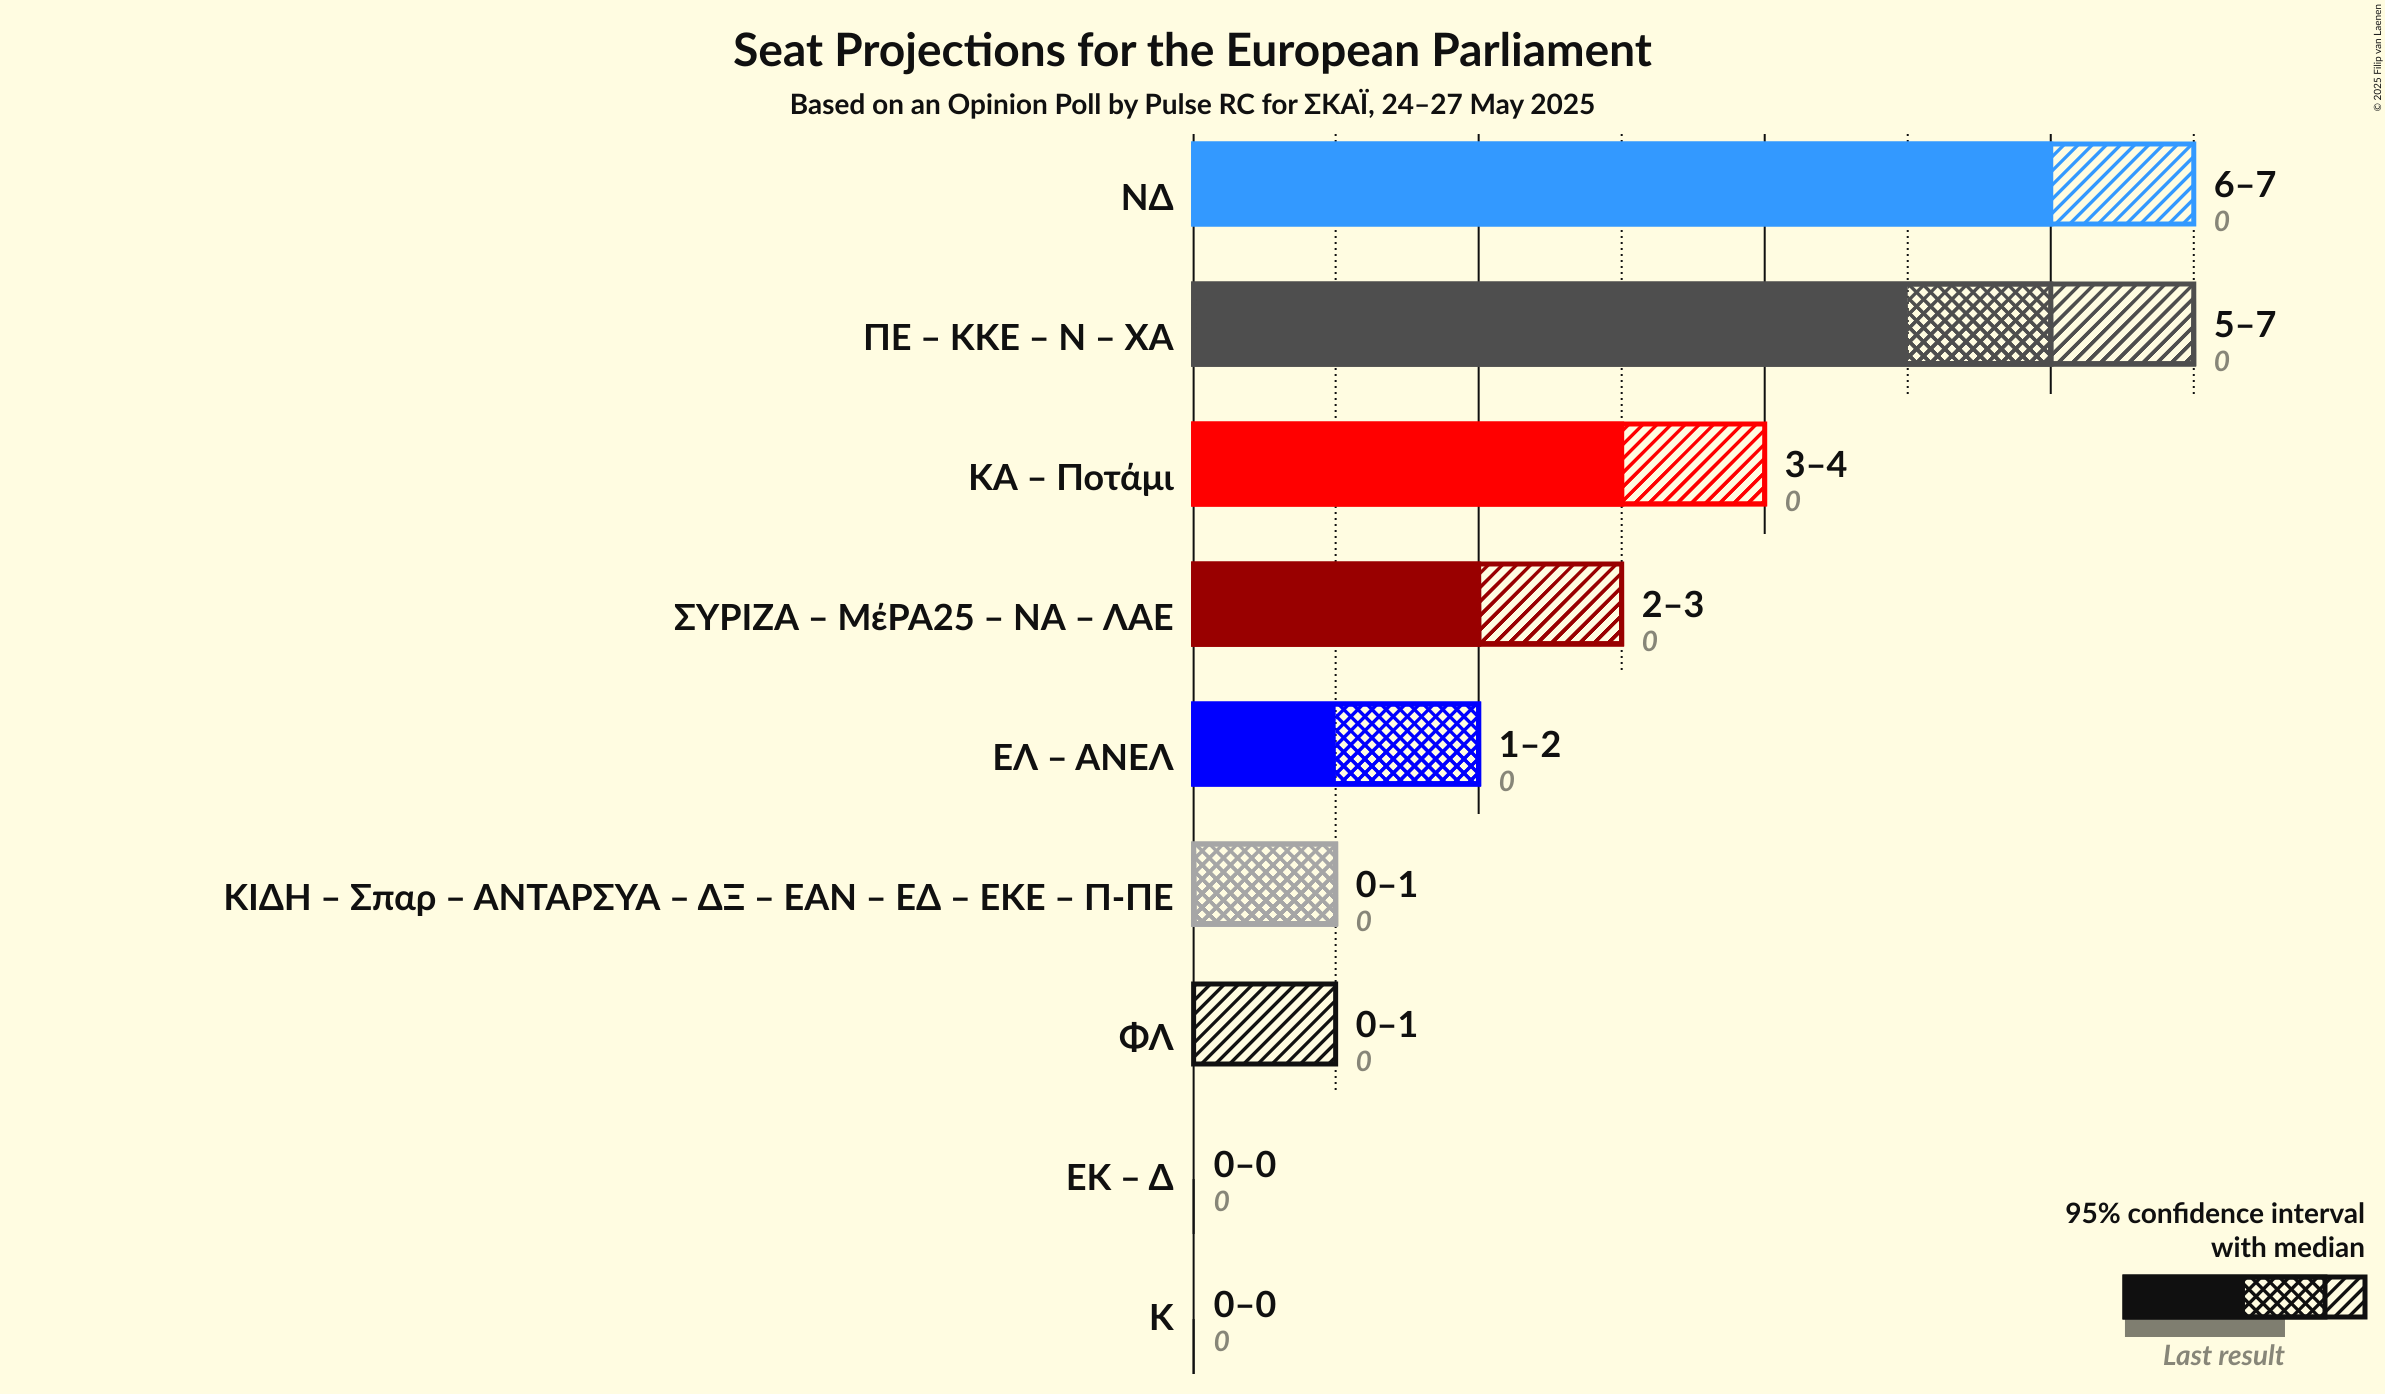 Seat Projections for the European Parliament
Based on an Opinion Poll by Pulse RC for ΣΚΑΪ, 24–27 May 2025
© 2025 Filip van Laenen
ΝΔ
6–7
0
ΠΕ – ΚΚΕ – Ν – ΧΑ
5–7
0
ΚΑ – Ποτάμι
3–4
0
ΣΥΡΙΖΑ – ΜέΡΑ25 – ΝΑ – ΛΑΕ
2–3
0
ΕΛ – ΑΝΕΛ
1–2
0
ΚΙΔΗ – Σπαρ – ΑΝΤΑΡΣΥΑ – ΔΞ – ΕΑΝ – ΕΔ – ΕΚΕ – Π-ΠΕ
0–1
0
ΦΛ
0–1
0
ΕΚ – Δ
0–0
0
Κ
0–0
0
95% confidence interval
with median
Last result